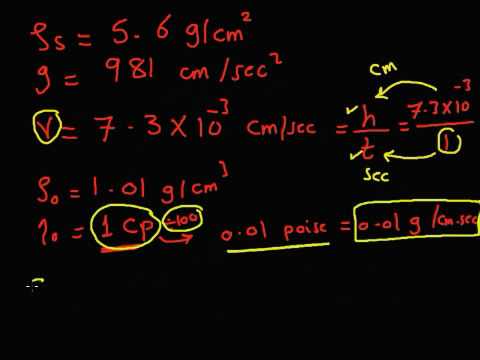 ρs = 5.6 g/cm²
g = 981 cm/sec²
cm
V = 7.3×10⁻³ cm/sec = h/t = 7.3×10⁻³/1
sec
ρ₀ = 1.01 g/cm³
η₀ = 1 Cp ÷100 → 0.01 poise = 0.01 g/cm.sec